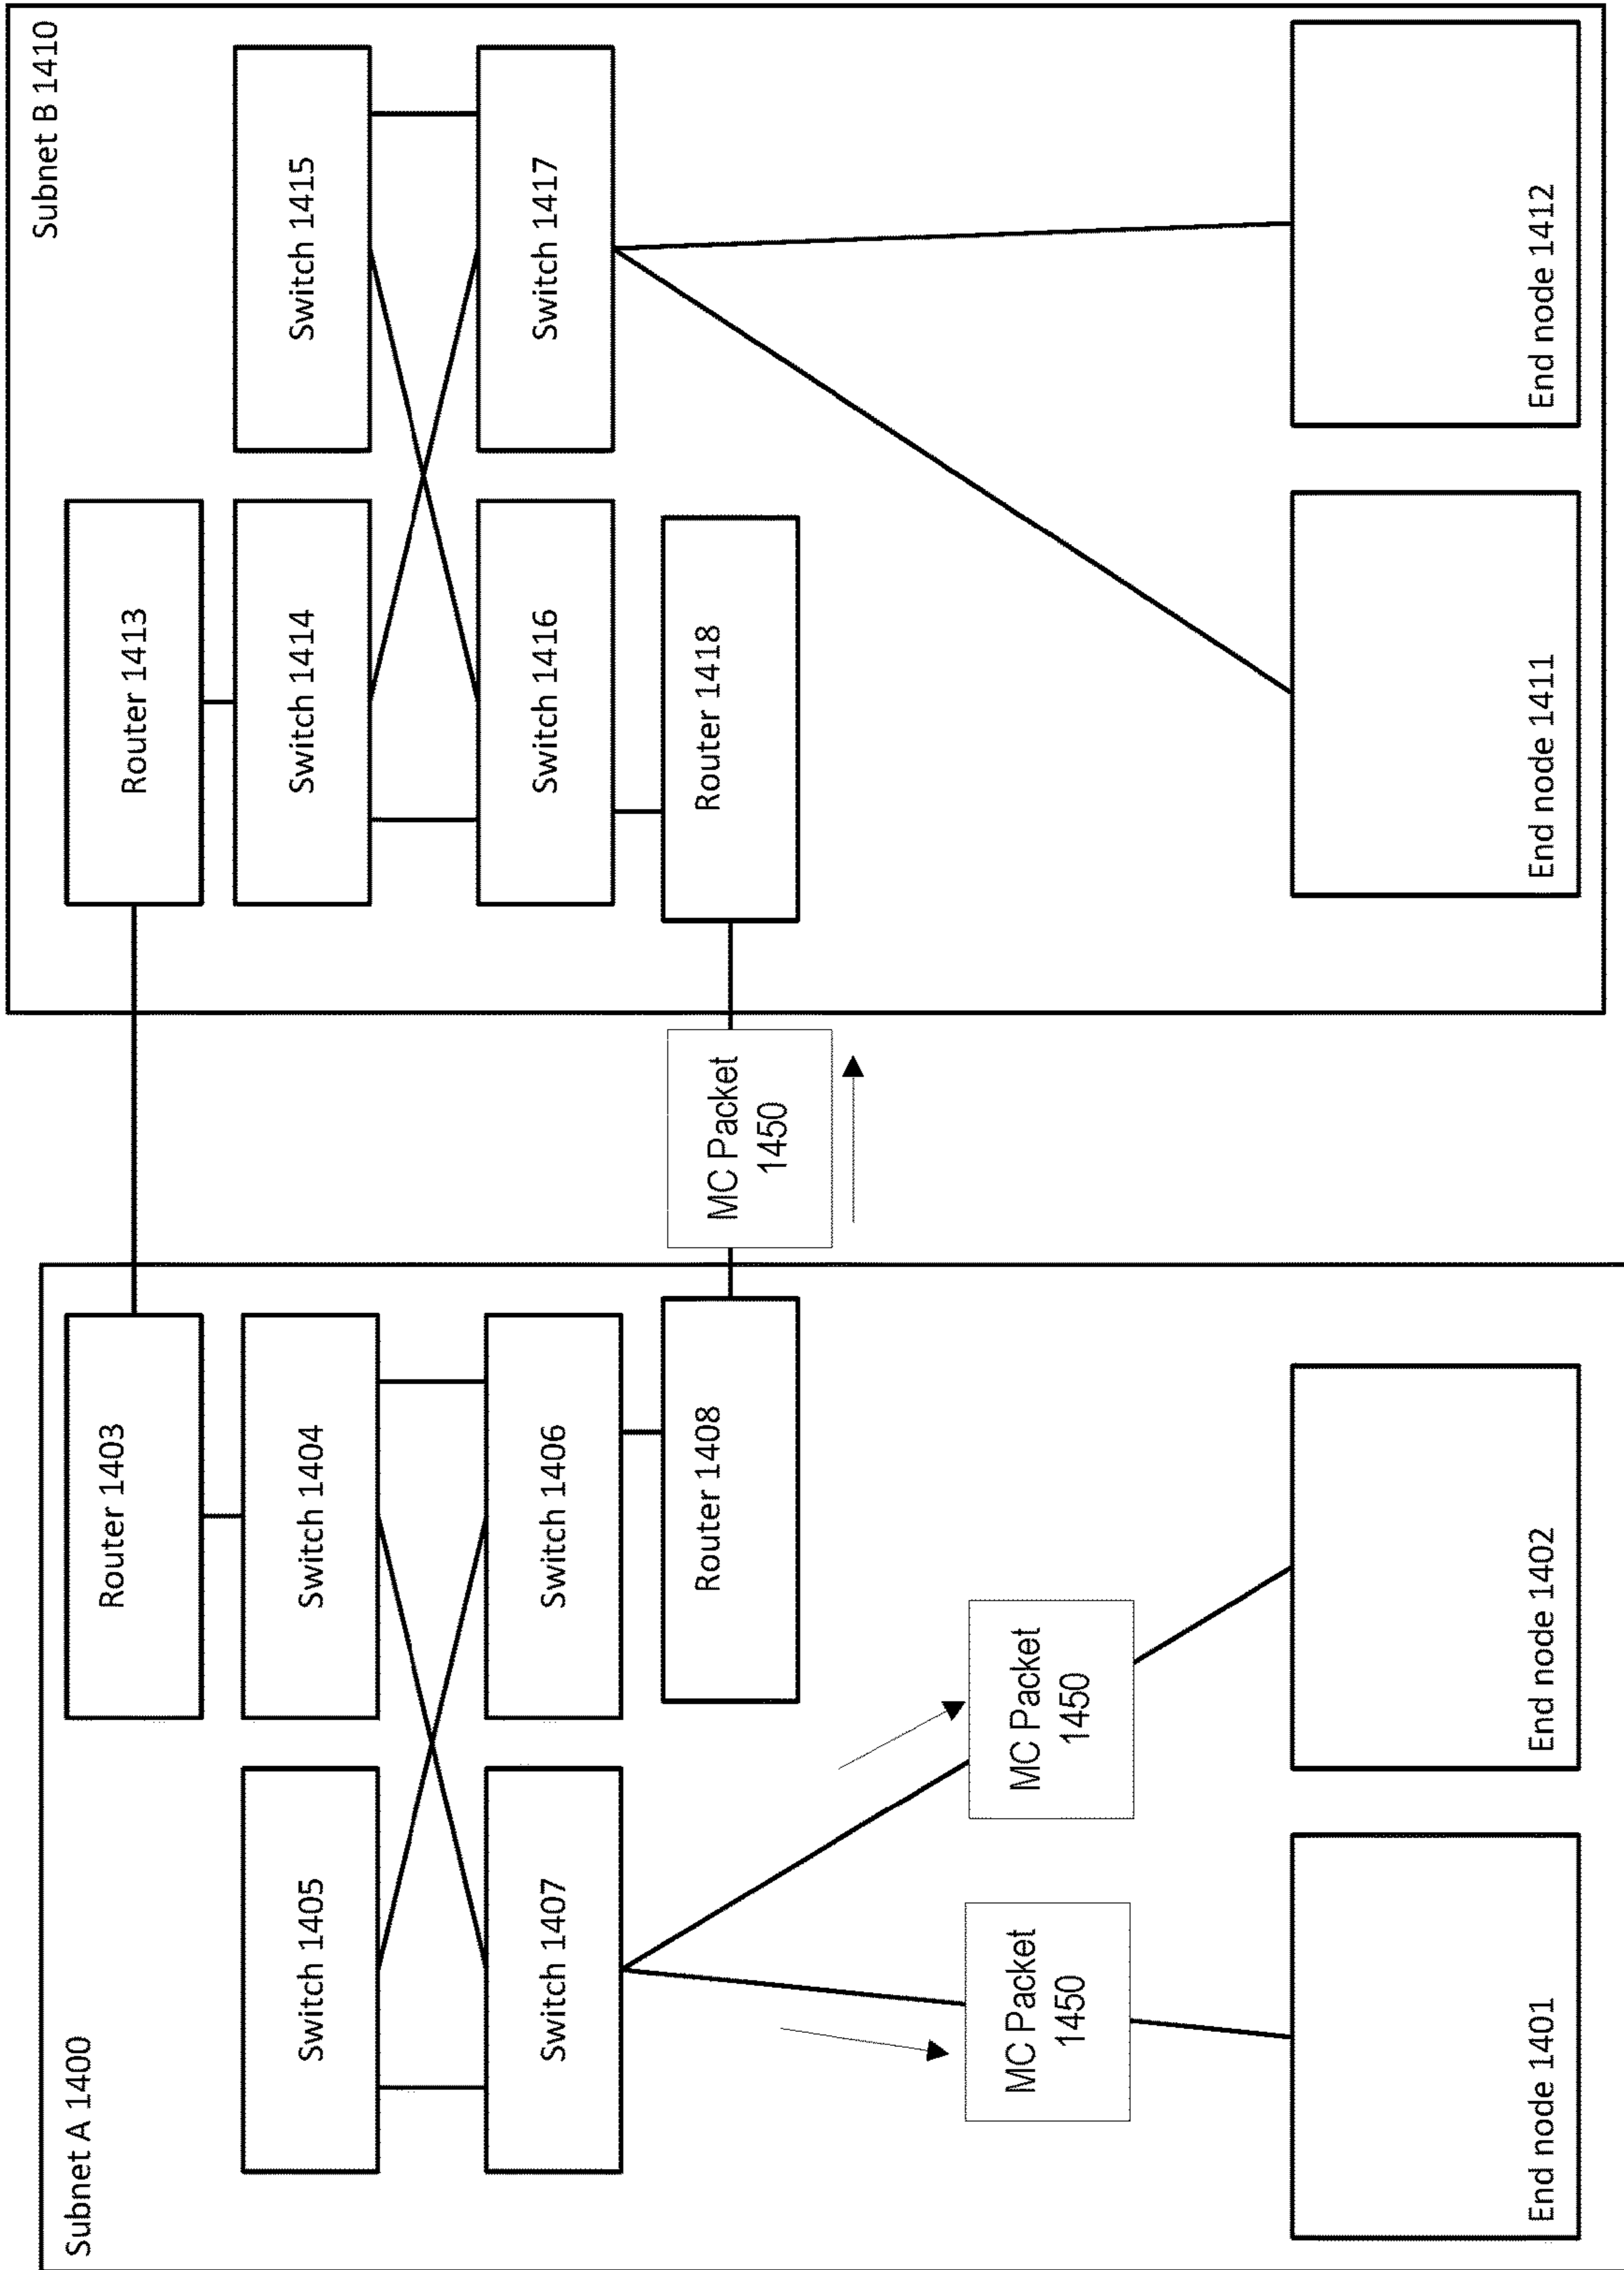 Subnet A 1400
Router 1403
Switch 1405
Switch 1404
Switch 1407
Switch 1406
Router 1408
MC Packet
1450
MC Packet
1450
End node 1401
End node 1402
MC Packet
1450
Subnet B 1410
Router 1413
Switch 1414
Switch 1415
Switch 1416
Switch 1417
Router 1418
End node 1411
End node 1412